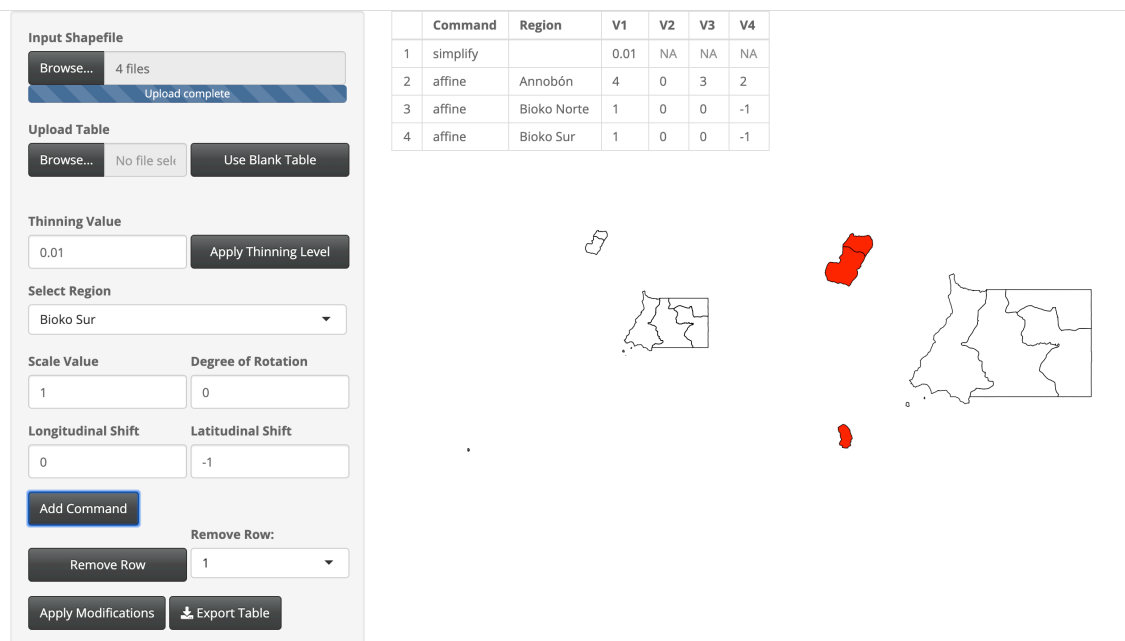 Input Shapefile
Browse... 4 files
Upload complete
Upload Table
Browse... No file sele Use Blank Table
Thinning Value
0.01 Apply Thinning Level
Select Region
Bioko Sur
Scale Value Degree of Rotation
1 0
Longitudinal Shift Latitudinal Shift
0 -1
Add Command
Remove Row:
Remove Row 1
Apply Modifications Export Table
Command Region V1 V2 V3 V4
1 simplify 0.01 NA NA NA
2 affine Annobón 4 0 3 2
3 affine Bioko Norte 1 0 0 -1
4 affine Bioko Sur 1 0 0 -1